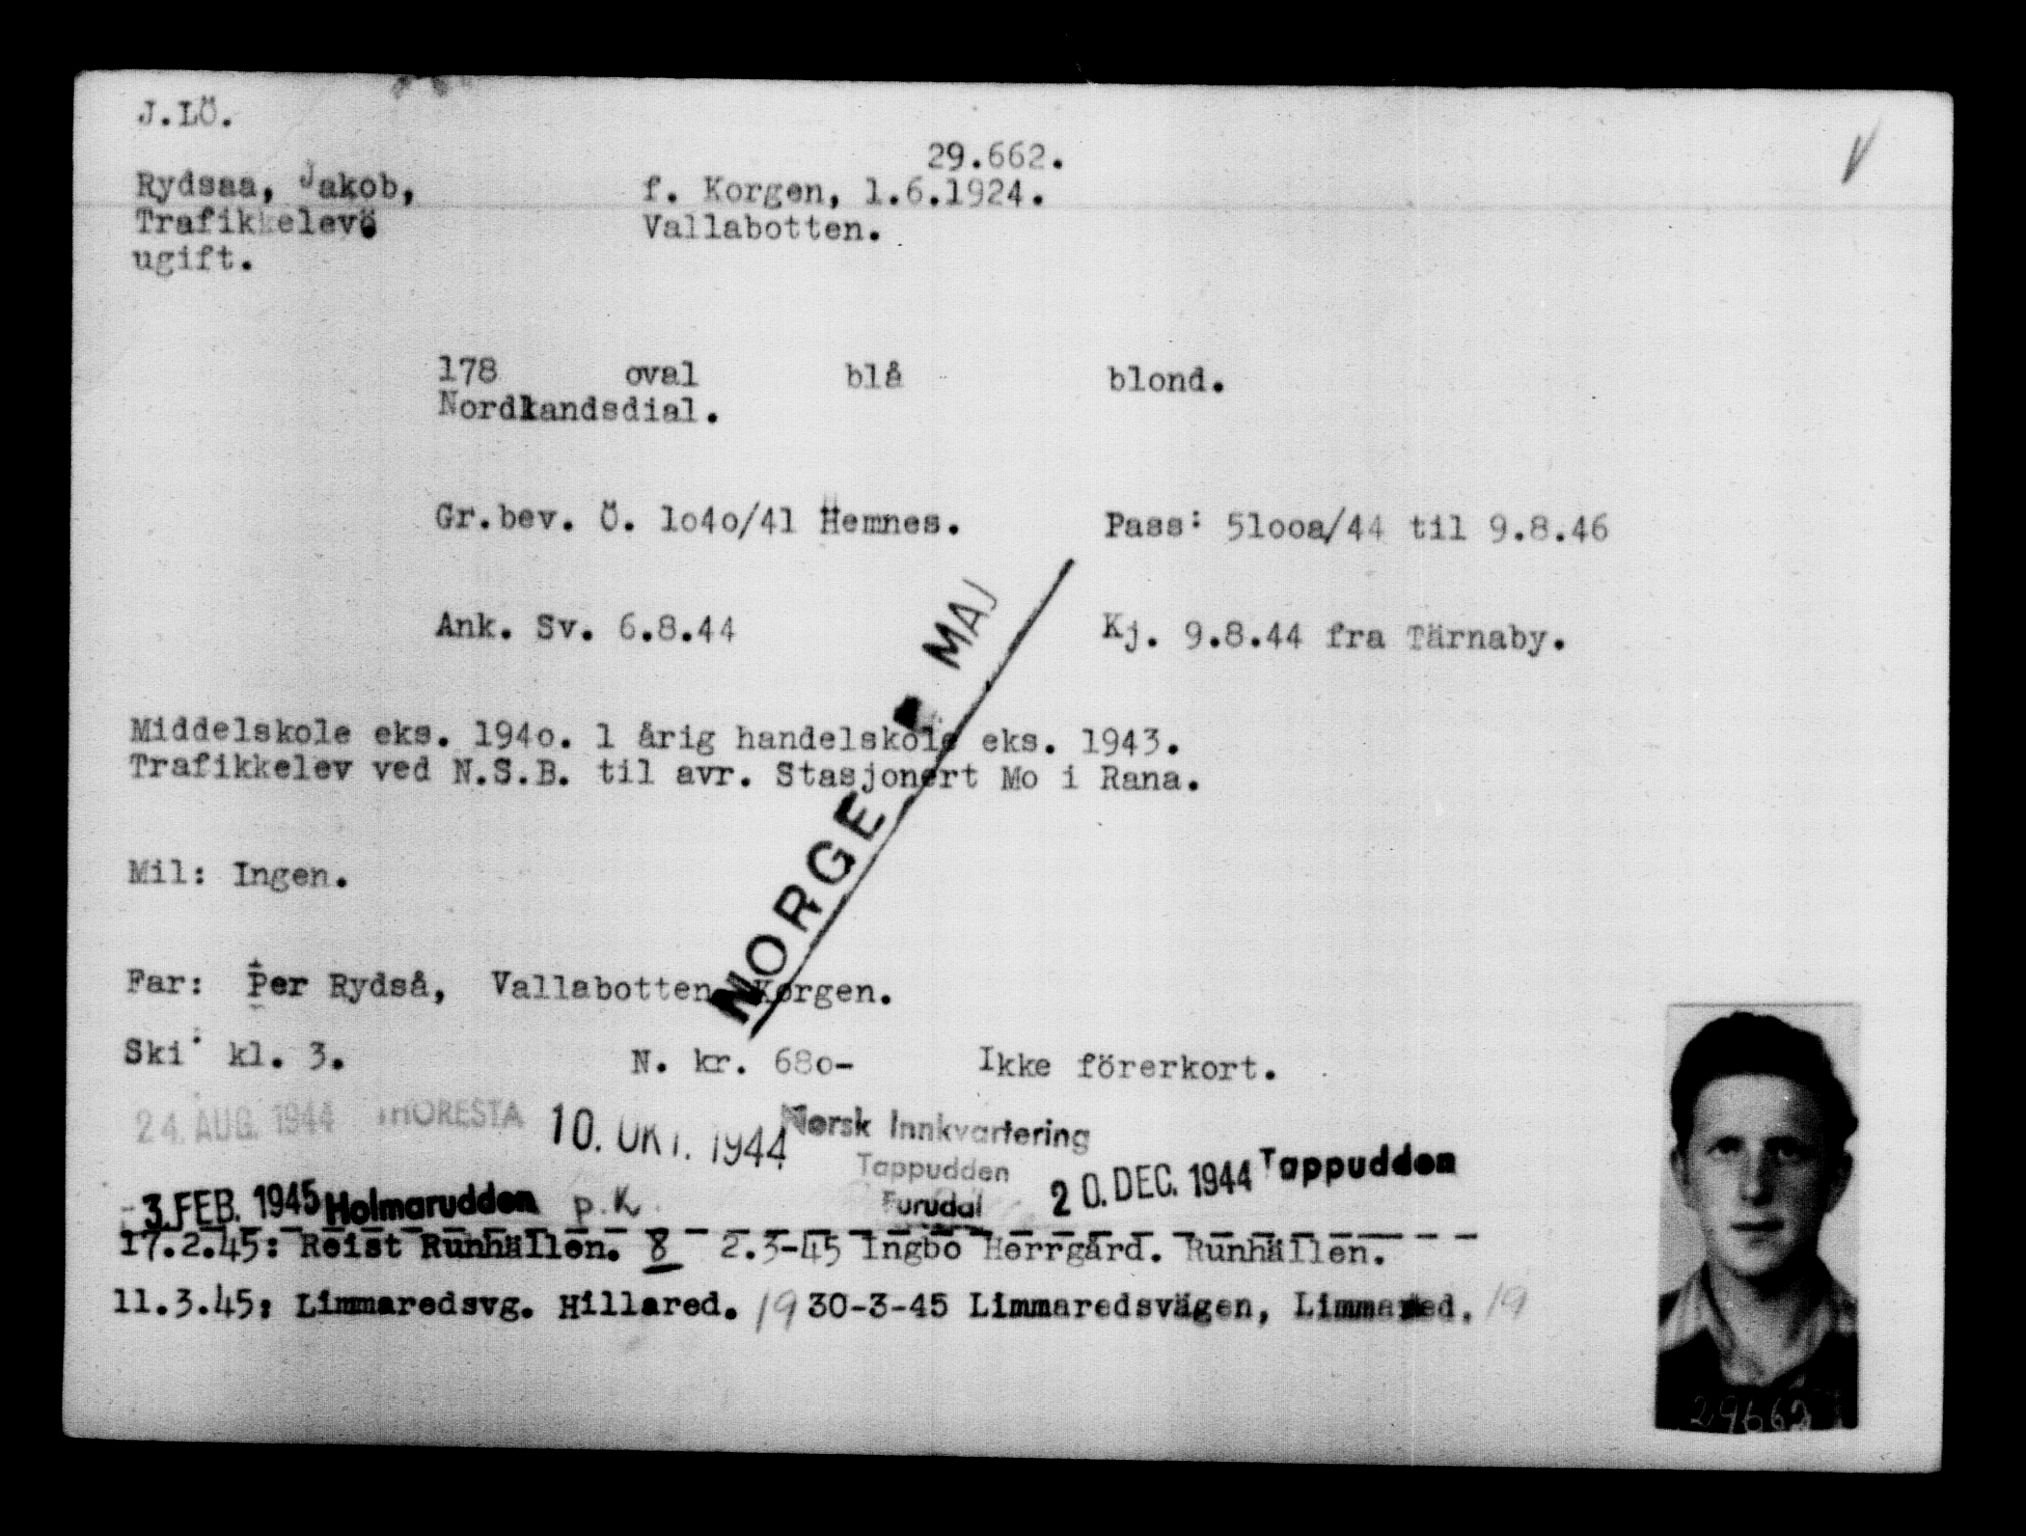 J.LÖ.
29.662.
Rydsaa, Jakob, f. Korgen, 1.6.1924.
Trafikkelev Vallabotten.
ugift.
178 oval blå blond.
Nordlandsdial.
Gr.bev. Ö. 1o4o/41 Hemnes. Pass: 51ooa/44 til 9.8.46
Ank. Sv. 6.8.44 Kj. 9.8.44 fra Tärnaby.
MAJ
NORGE
Middelskole eks. 194o. 1 årig handelskole eks. 1943.
Trafikkelev ved N.S.B. til avr. Stasjonert Mo i Rana.
Mil: Ingen.
Far: Per Rydså, Vallabotten, Korgen.
Ski: kl. 3. N. kr. 68o- Ikke förerkort.
24. AUG. 1944 THORESTA 10. OKT. 1944 Norsk Innkvartering
Tappudden
Furudal
20. DEC. 1944 Tappudden
-3. FEB. 1945 Holmarudden p.K
17.2.45: Reist Runhällen. 8 2.3-45 Ingbo Herrgård. Runhällen.
11.3.45: Limmaredsvg. Hillared. 19 30-3-45 Limmaredsvägen, Limmared. 19
29662